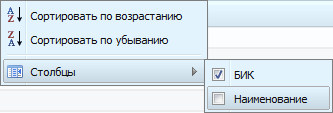 Сортировать по возрастанию
Сортировать по убыванию
Столбцы
БИК
Наименование